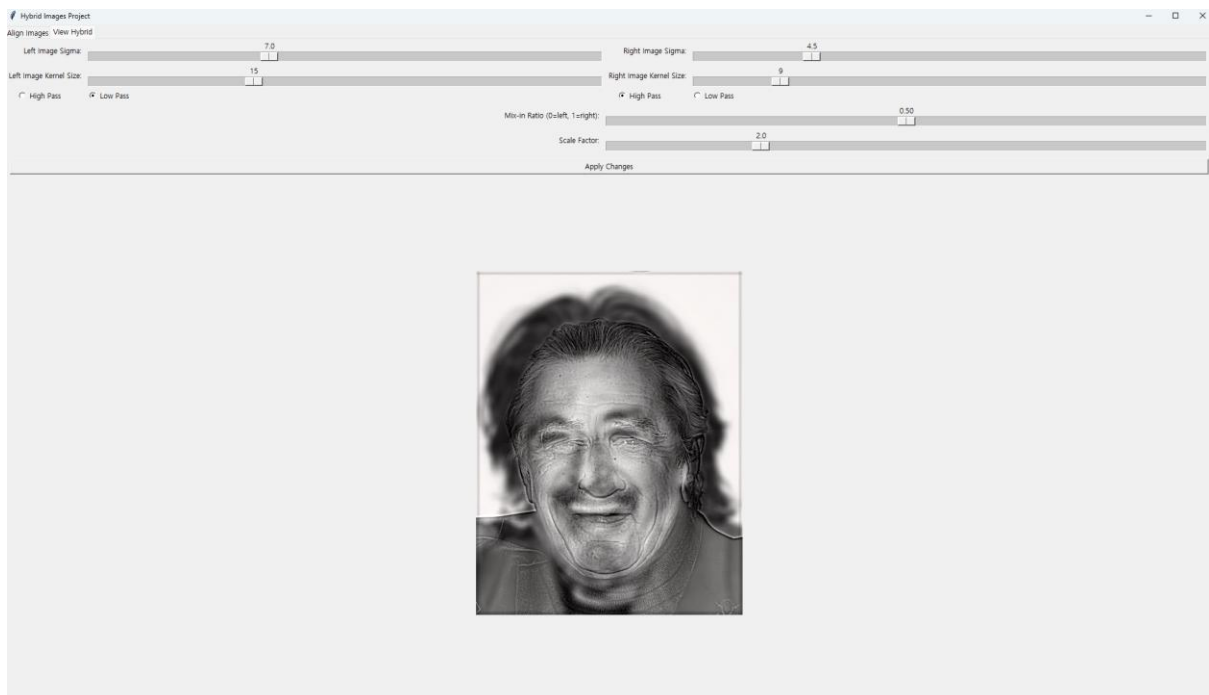 Hybrid Images Project
Align Images View Hybrid
Left Image Sigma: 7.0 Right Image Sigma: 4.5
Left Image Kernel Size: 15 Right Image Kernel Size: 9
High Pass Low Pass High Pass Low Pass
Mix-in Ratio (0=left, 1=right): 0.50
Scale Factor: 2.0
Apply Changes